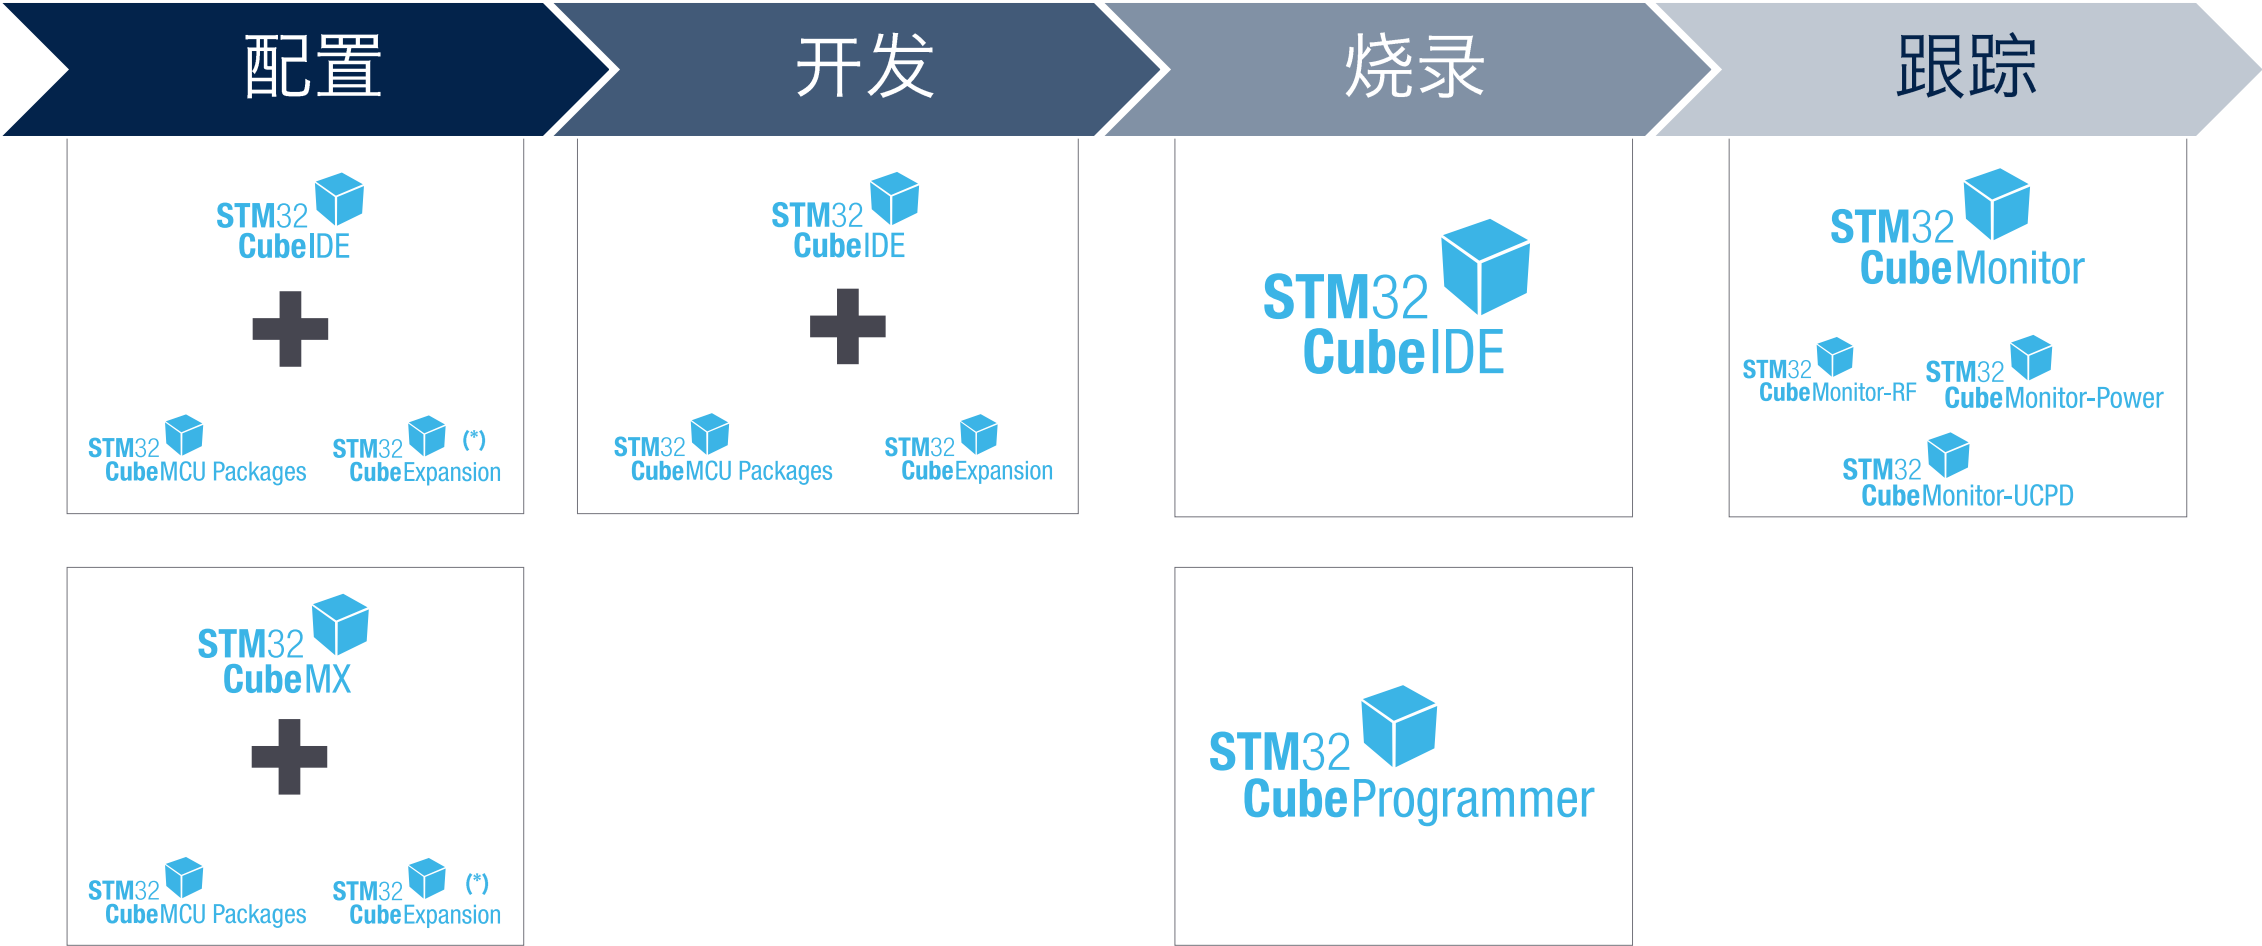 配置
开发
烧录
跟踪
STM32
CubeIDE
STM32
CubeMCU Packages
STM32 (*)
CubeExpansion
STM32
CubeIDE
STM32
CubeMCU Packages
STM32
CubeExpansion
STM32
CubeIDE
STM32
CubeMonitor
STM32
CubeMonitor-RF
STM32
CubeMonitor-Power
STM32
CubeMonitor-UCPD
STM32
CubeMX
STM32
CubeMCU Packages
STM32 (*)
CubeExpansion
STM32
CubeProgrammer